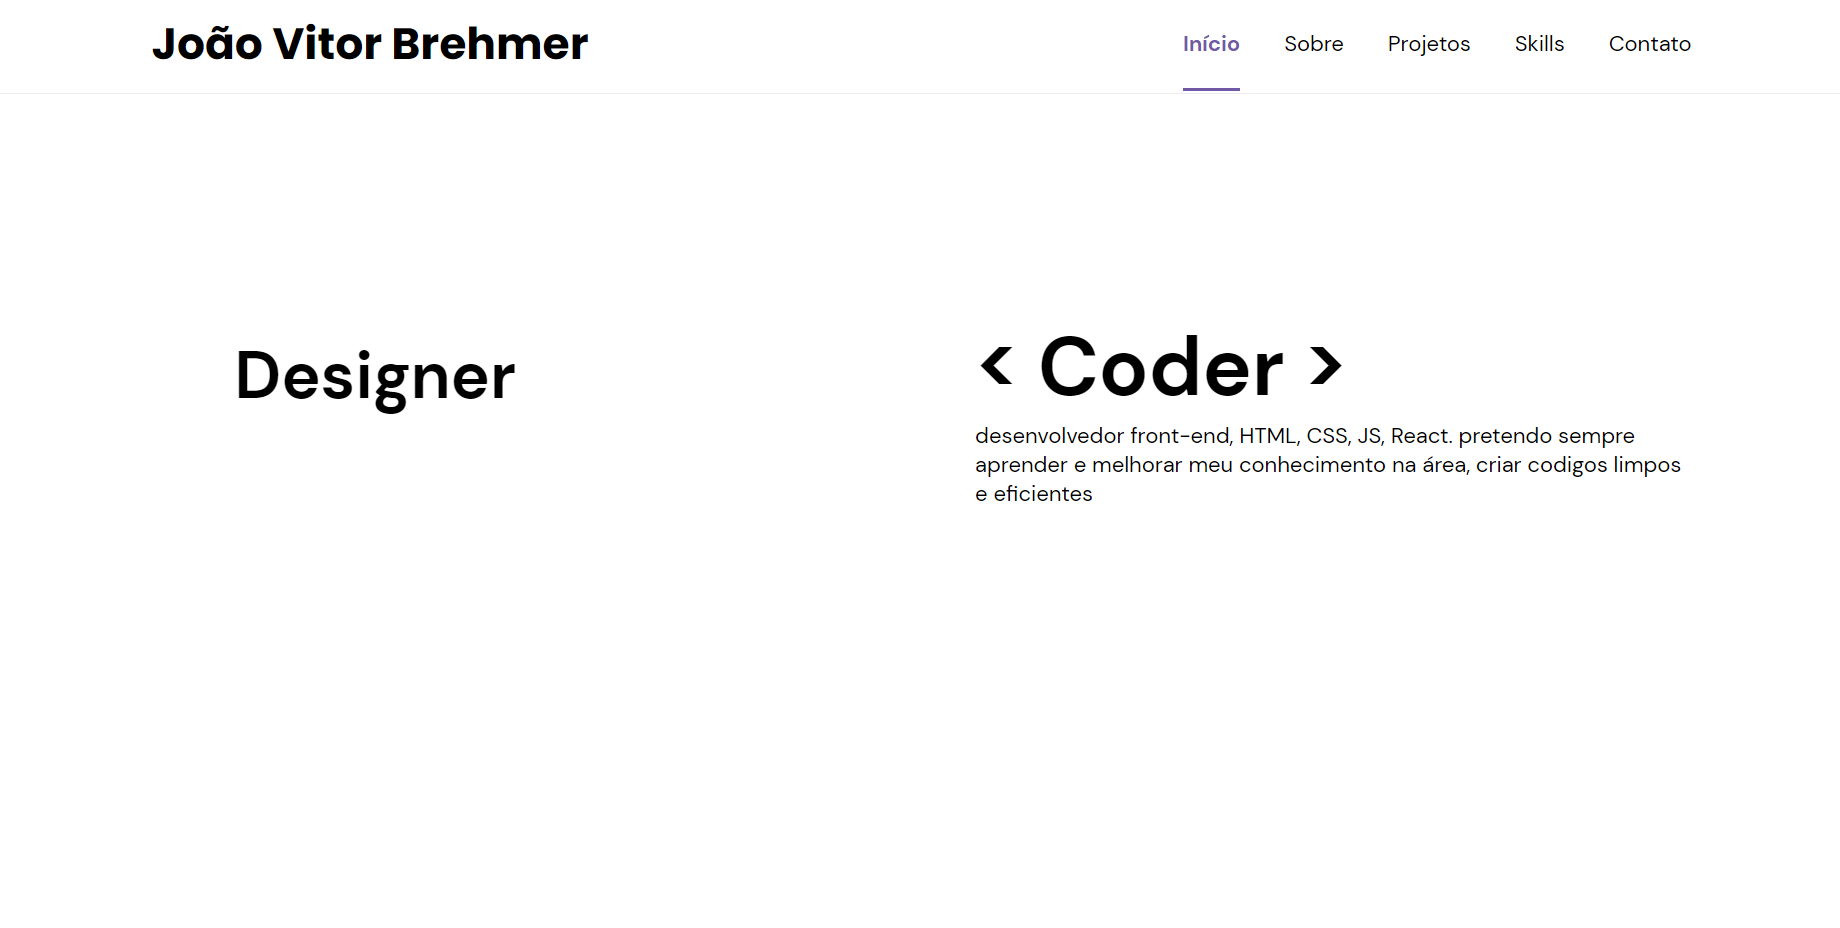 João Vitor Brehmer
Início Sobre Projetos Skills Contato
Designer
< Coder >
desenvolvedor front-end, HTML, CSS, JS, React. pretendo sempre
aprender e melhorar meu conhecimento na área, criar codigos limpos
e eficientes